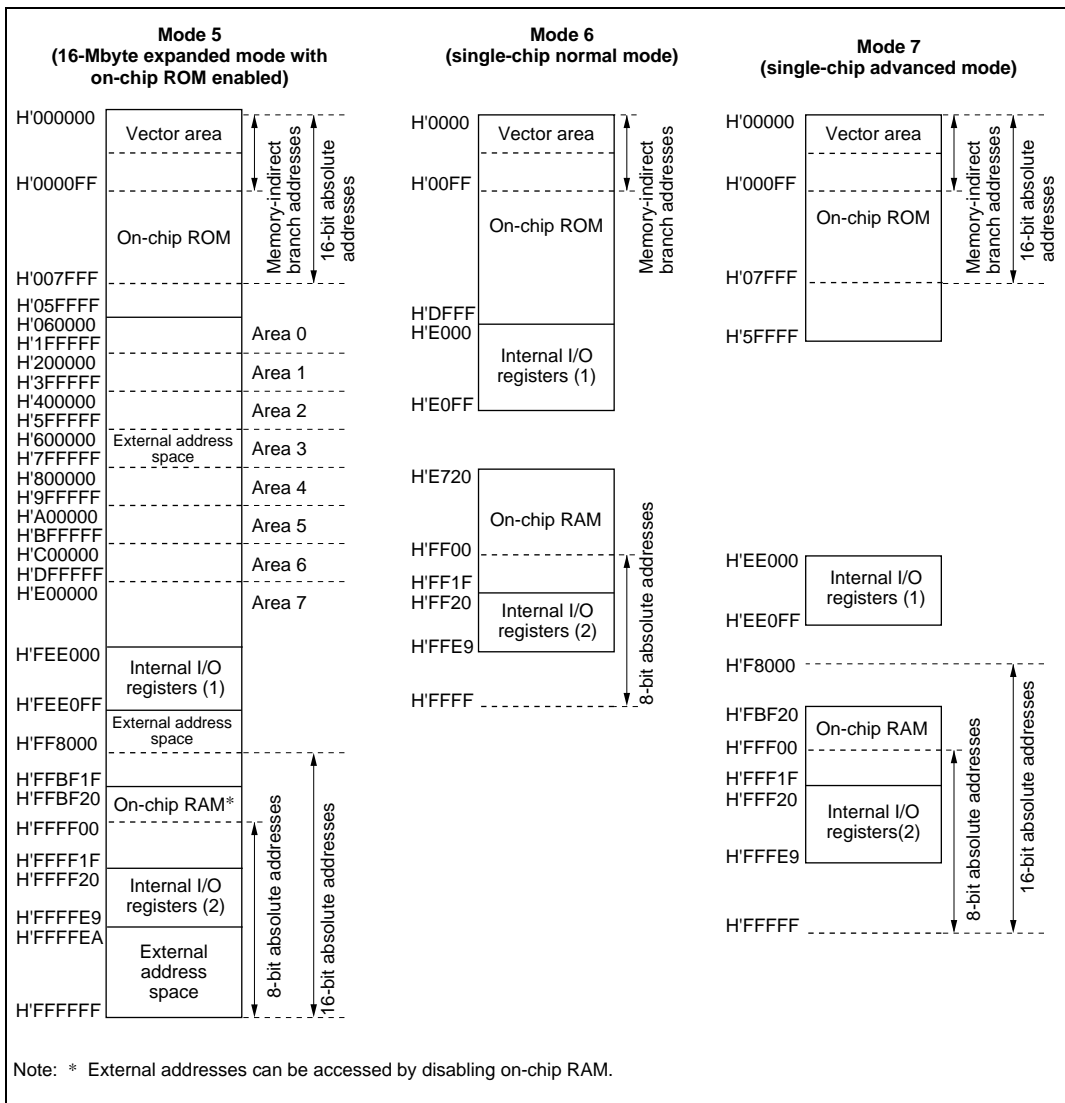 Mode 5
(16-Mbyte expanded mode with
on-chip ROM enabled)
H'000000
Vector area
H'0000FF
On-chip ROM
H'007FFF
H'05FFFF
H'060000
H'1FFFFF
H'200000
H'3FFFFF
H'400000
H'5FFFFF
H'600000
H'7FFFFF
H'800000
H'9FFFFF
H'A00000
H'BFFFFF
H'C00000
H'DFFFFF
H'E00000
External address
space
Area 0
Area 1
Area 2
Area 3
Area 4
Area 5
Area 6
Area 7
H'FEE000
Internal I/O
registers (1)
H'FEE0FF
External address
space
H'FF8000
H'FFBF1F
H'FFBF20
On-chip RAM*
H'FFFF00
H'FFFF1F
H'FFFF20
Internal I/O
registers (2)
H'FFFFE9
H'FFFFEA
External
address
space
H'FFFFFF
Memory-indirect
branch addresses
16-bit absolute
addresses
8-bit absolute addresses
16-bit absolute addresses
Mode 6
(single-chip normal mode)
H'0000
Vector area
H'00FF
On-chip ROM
H'DFFF
H'E000
Internal I/O
registers (1)
H'E0FF
H'E720
On-chip RAM
H'FF00
H'FF1F
H'FF20
Internal I/O
registers (2)
H'FFE9
H'FFFF
Memory-indirect
branch addresses
8-bit absolute addresses
Mode 7
(single-chip advanced mode)
H'00000
Vector area
H'000FF
On-chip ROM
H'07FFF
H'5FFFF
H'EE000
Internal I/O
registers (1)
H'EE0FF
H'F8000
H'FBF20
On-chip RAM
H'FFF00
H'FFF1F
H'FFF20
Internal I/O
registers(2)
H'FFFE9
H'FFFFF
Memory-indirect
branch addresses
16-bit absolute
addresses
8-bit absolute addresses
16-bit absolute addresses
Note: * External addresses can be accessed by disabling on-chip RAM.